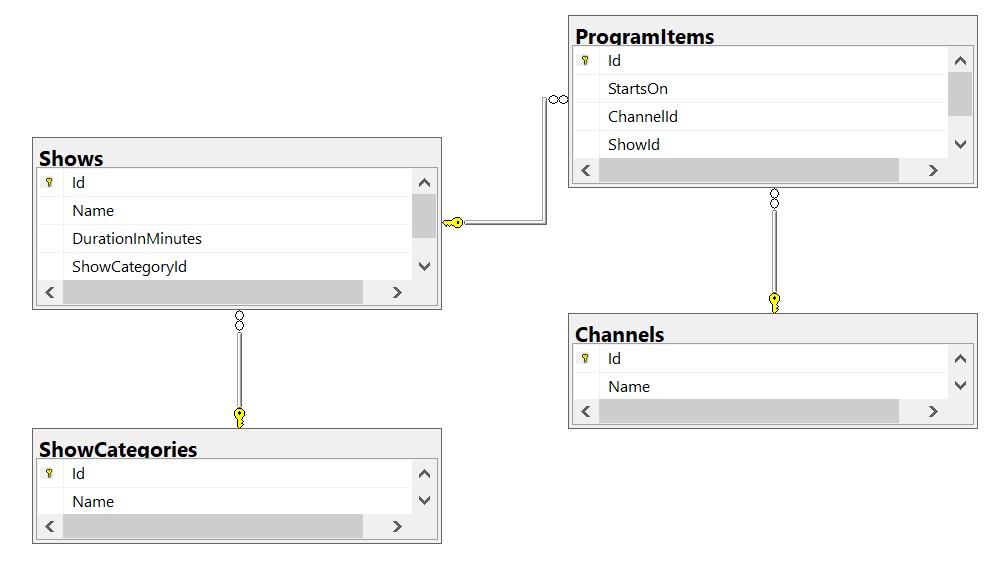 ProgramItems
Id
StartsOn
ChannelId
ShowId
Shows
Id
Name
DurationInMinutes
ShowCategoryId
Channels
Id
Name
ShowCategories
Id
Name